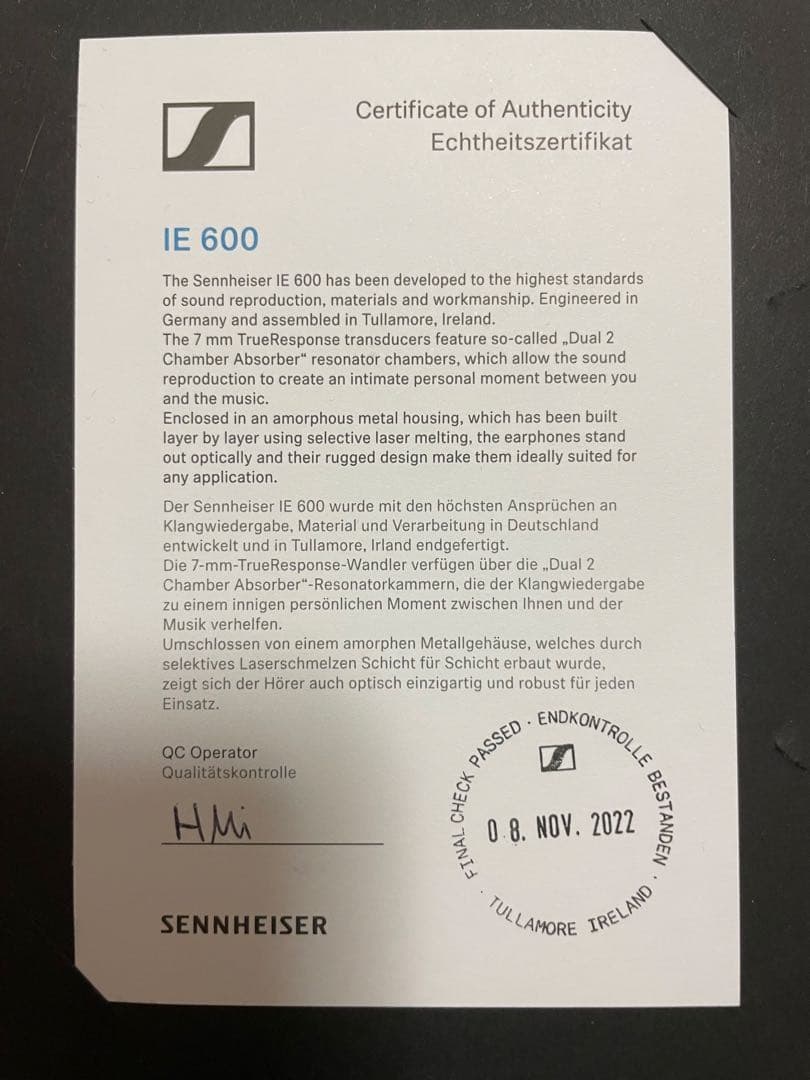 Certificate of Authenticity
Echtheitszertifikat
IE 600
The Sennheiser IE 600 has been developed to the highest standards
of sound reproduction, materials and workmanship. Engineered in
Germany and assembled in Tullamore, Ireland.
The 7 mm TrueResponse transducers feature so-called „Dual 2
Chamber Absorber“ resonator chambers, which allow the sound
reproduction to create an intimate personal moment between you
and the music.
Enclosed in an amorphous metal housing, which has been built
layer by layer using selective laser melting, the earphones stand
out optically and their rugged design make them ideally suited for
any application.
Der Sennheiser IE 600 wurde mit den höchsten Ansprüchen an
Klangwiedergabe, Material und Verarbeitung in Deutschland
entwickelt und in Tullamore, Irland endgefertigt.
Die 7-mm-TrueResponse-Wandler verfügen über die „Dual 2
Chamber Absorber“-Resonatorkammern, die der Klangwiedergabe
zu einem innigen persönlichen Moment zwischen Ihnen und der
Musik verhelfen.
Umschlossen von einem amorphen Metallgehäuse, welches durch
selektives Laserschmelzen Schicht für Schicht erbaut wurde,
zeigt sich der Hörer auch optisch einzigartig und robust für jeden
Einsatz.
QC Operator
Qualitätskontrolle
FINAL CHECK PASSED · ENDKONTROLLE BESTANDEN ·
08. NOV. 2022
TULLAMORE IRELAND ·
SENNHEISER